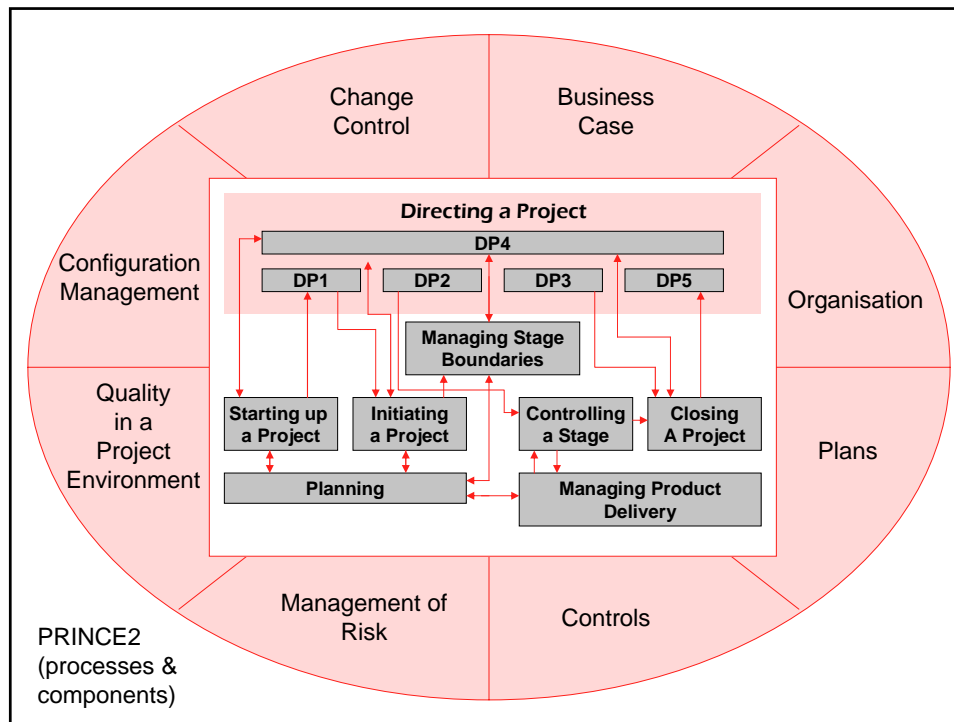 Change
Control
Business
Case
Configuration
Management
Organisation
Directing a Project
DP4
DP1
DP2
DP3
DP5
Managing Stage
Boundaries
Quality
in a
Project
Environment
Starting up
a Project
Initiating
a Project
Controlling
a Stage
Closing
A Project
Plans
Planning
Managing Product
Delivery
Management of
Risk
Controls
PRINCE2
(processes &
components)